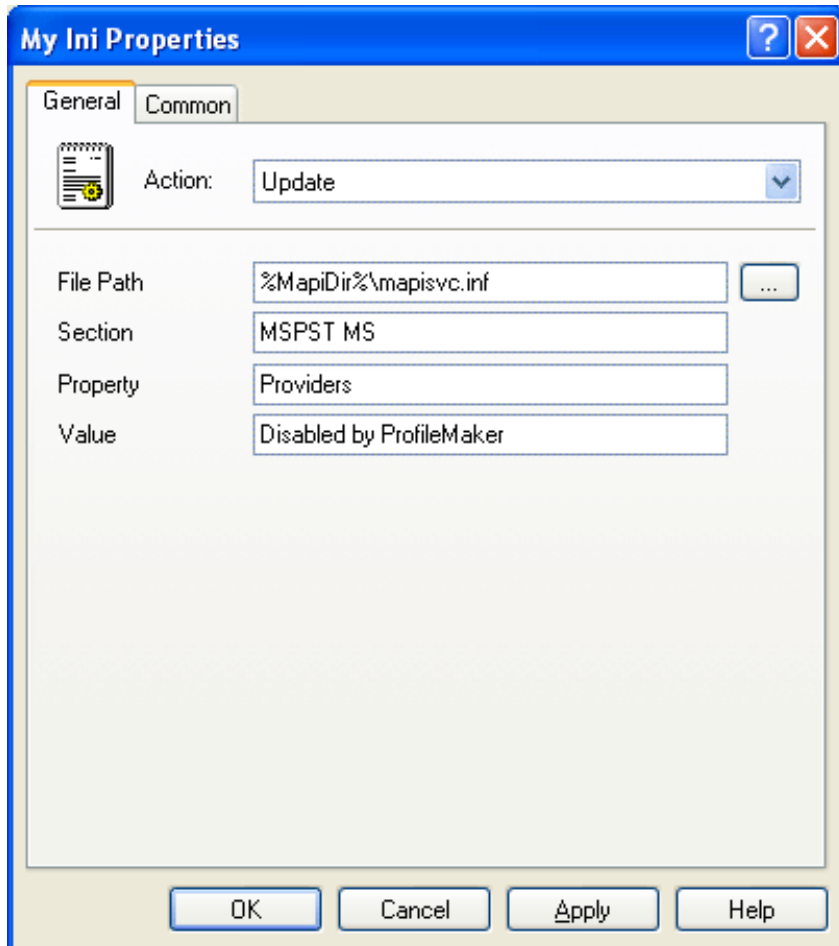 My Ini Properties
?
General Common
Action: Update
File Path %MapiDir%\mapisvc.inf ...
Section MSPST MS
Property Providers
Value Disabled by ProfileMaker
OK Cancel Apply Help